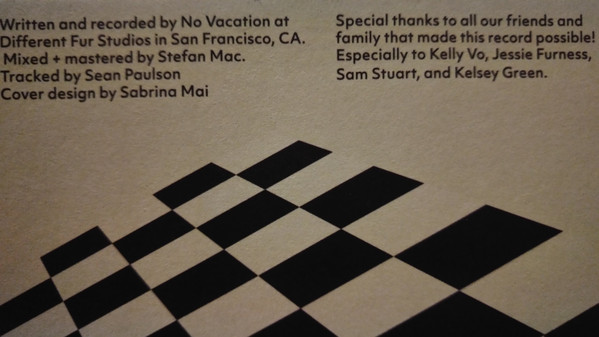 Written and recorded by No Vacation at
Different Fur Studios in San Francisco, CA.
Mixed + mastered by Stefan Mac.
Tracked by Sean Paulson
Cover design by Sabrina Mai
Special thanks to all our friends and
family that made this record possible!
Especially to Kelly Vo, Jessie Furness,
Sam Stuart, and Kelsey Green.